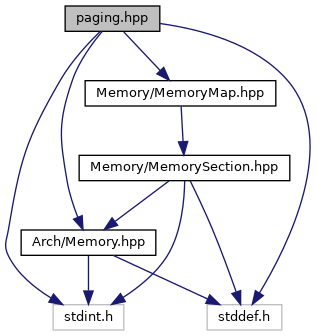 paging.hpp
Memory/MemoryMap.hpp
Memory/MemorySection.hpp
Arch/Memory.hpp
stdint.h
stddef.h